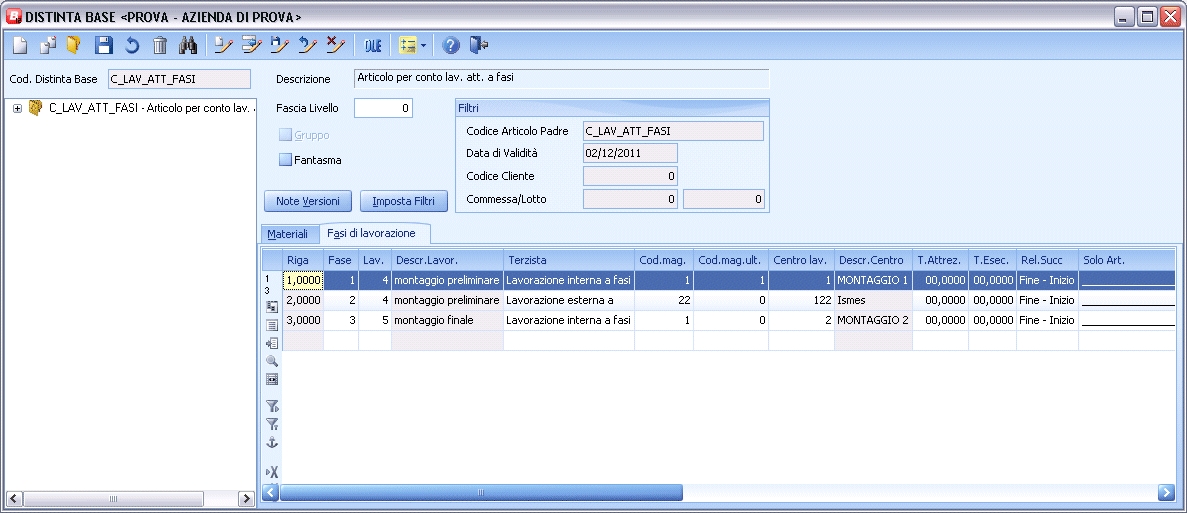 DISTINTA BASE <PROVA - AZIENDA DI PROVA>
OLE
Cod. Distinta Base C_LAV_ATT_FASI Descrizione Articolo per conto lav. att. a fasi
C_LAV_ATT_FASI - Articolo per conto lav.
Fascia Livello 0
Gruppo
Fantasma
Filtri
Codice Articolo Padre C_LAV_ATT_FASI
Data di Validità 02/12/2011
Codice Cliente 0
Commessa/Lotto 0 0
Note Versioni Imposta Filtri
Materiali Fasi di lavorazione
Riga Fase Lav. Descr.Lavor. Terzista Cod.mag. Cod.mag.ult. Centro lav. Descr.Centro T.Attrez. T.Esec. Rel.Succ Solo Art.
1
3
1,0000 1 4 montaggio preliminare Lavorazione interna a fasi 1 1 1 MONTAGGIO 1 00,0000 00,0000 Fine - Inizio
2,0000 2 4 montaggio preliminare Lavorazione esterna a 22 0 122 Ismes 00,0000 00,0000 Fine - Inizio
3,0000 3 5 montaggio finale Lavorazione interna a fasi 1 0 2 MONTAGGIO 2 00,0000 00,0000 Fine - Inizio